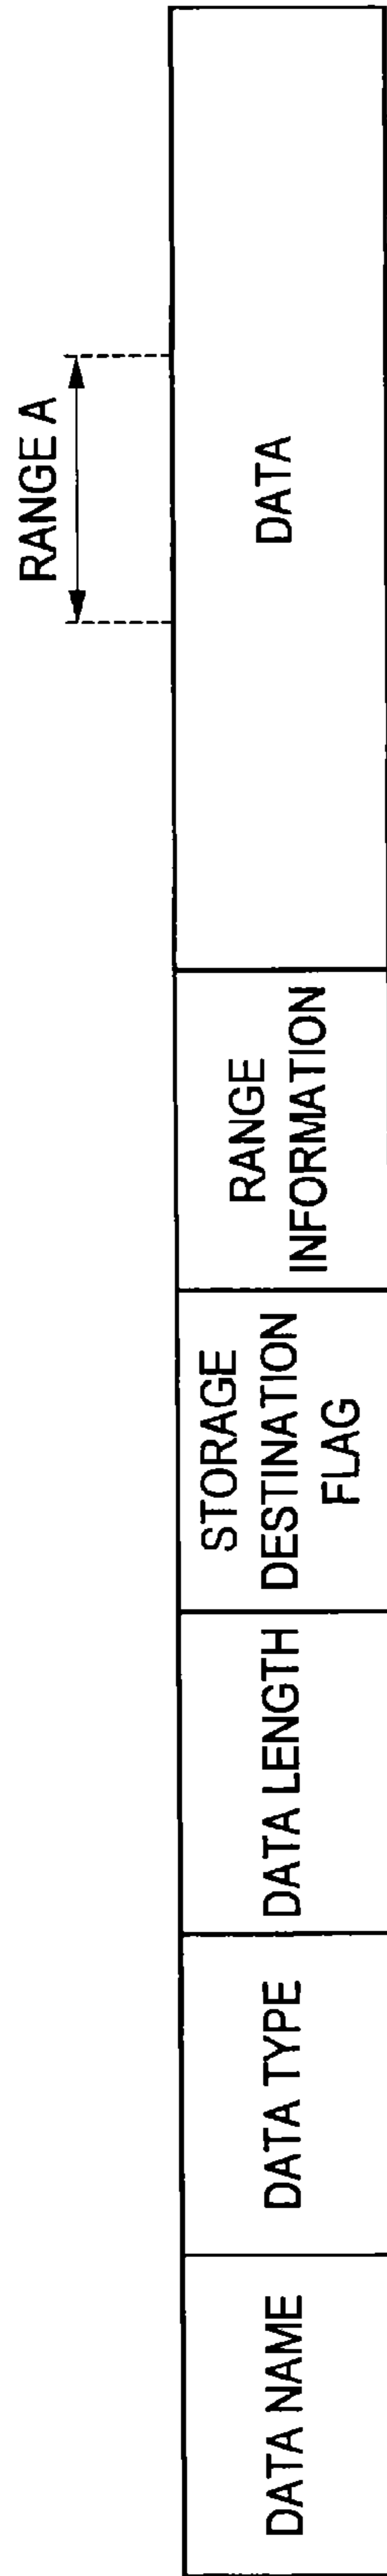 RANGE A
DATA NAME
DATA TYPE
DATA LENGTH
STORAGE
DESTINATION
FLAG
RANGE
INFORMATION
DATA